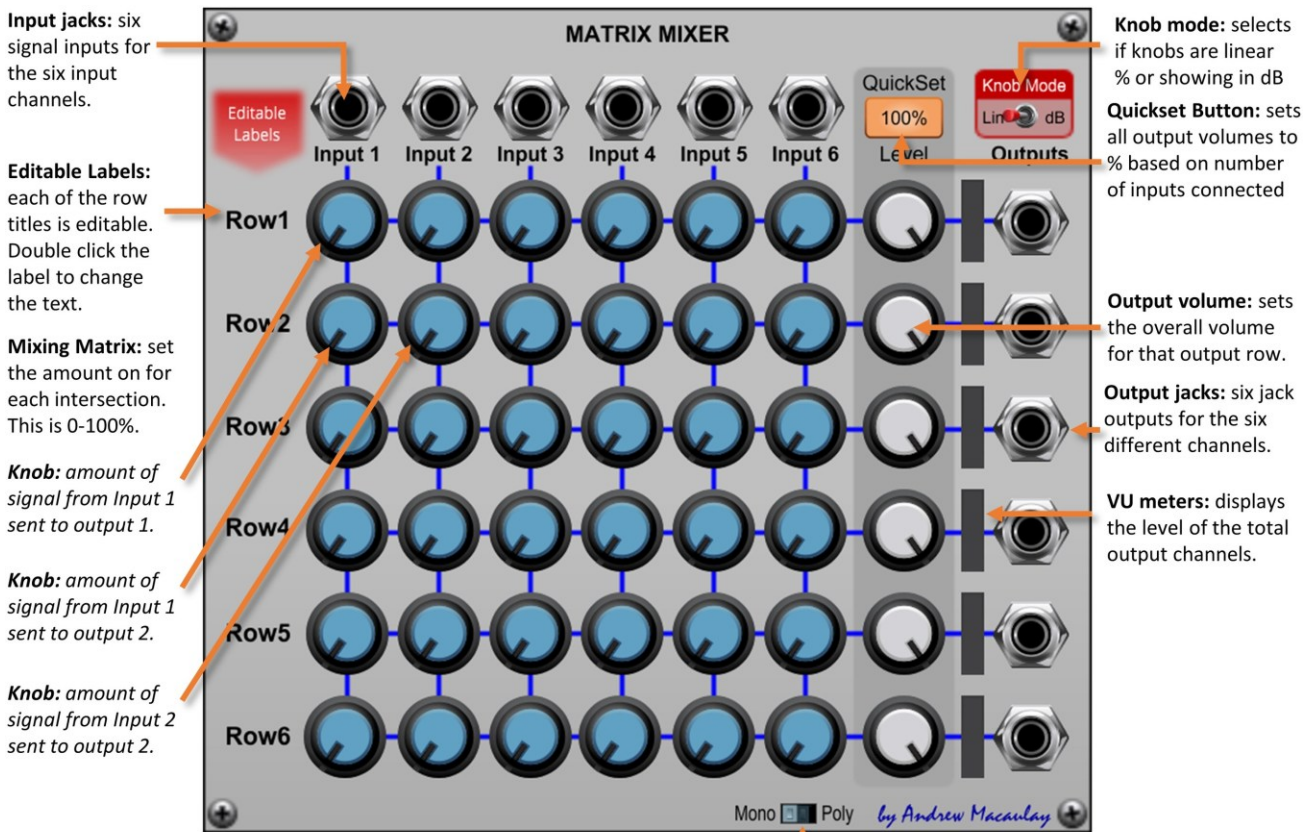 Input jacks: six
signal inputs for
the six input
channels.
Editable Labels:
each of the row
titles is editable.
Double click the
label to change
the text.
Mixing Matrix: set
the amount on for
each intersection.
This is 0-100%.
Knob: amount of
signal from Input 1
sent to output 1.
Knob: amount of
signal from Input 1
sent to output 2.
Knob: amount of
signal from Input 2
sent to output 2.
MATRIX MIXER
Editable
Labels
Input 1 Input 2 Input 3 Input 4 Input 5 Input 6
QuickSet
100%
Level
Knob Mode
Lin dB
Outputs
Row1
Row2
Row3
Row4
Row5
Row6
Mono Poly by Andrew Macaulay
Knob mode: selects
if knobs are linear
% or showing in dB
Quickset Button: sets
all output volumes to
% based on number
of inputs connected
Output volume: sets
the overall volume
for that output row.
Output jacks: six jack
outputs for the six
different channels.
VU meters: displays
the level of the total
output channels.